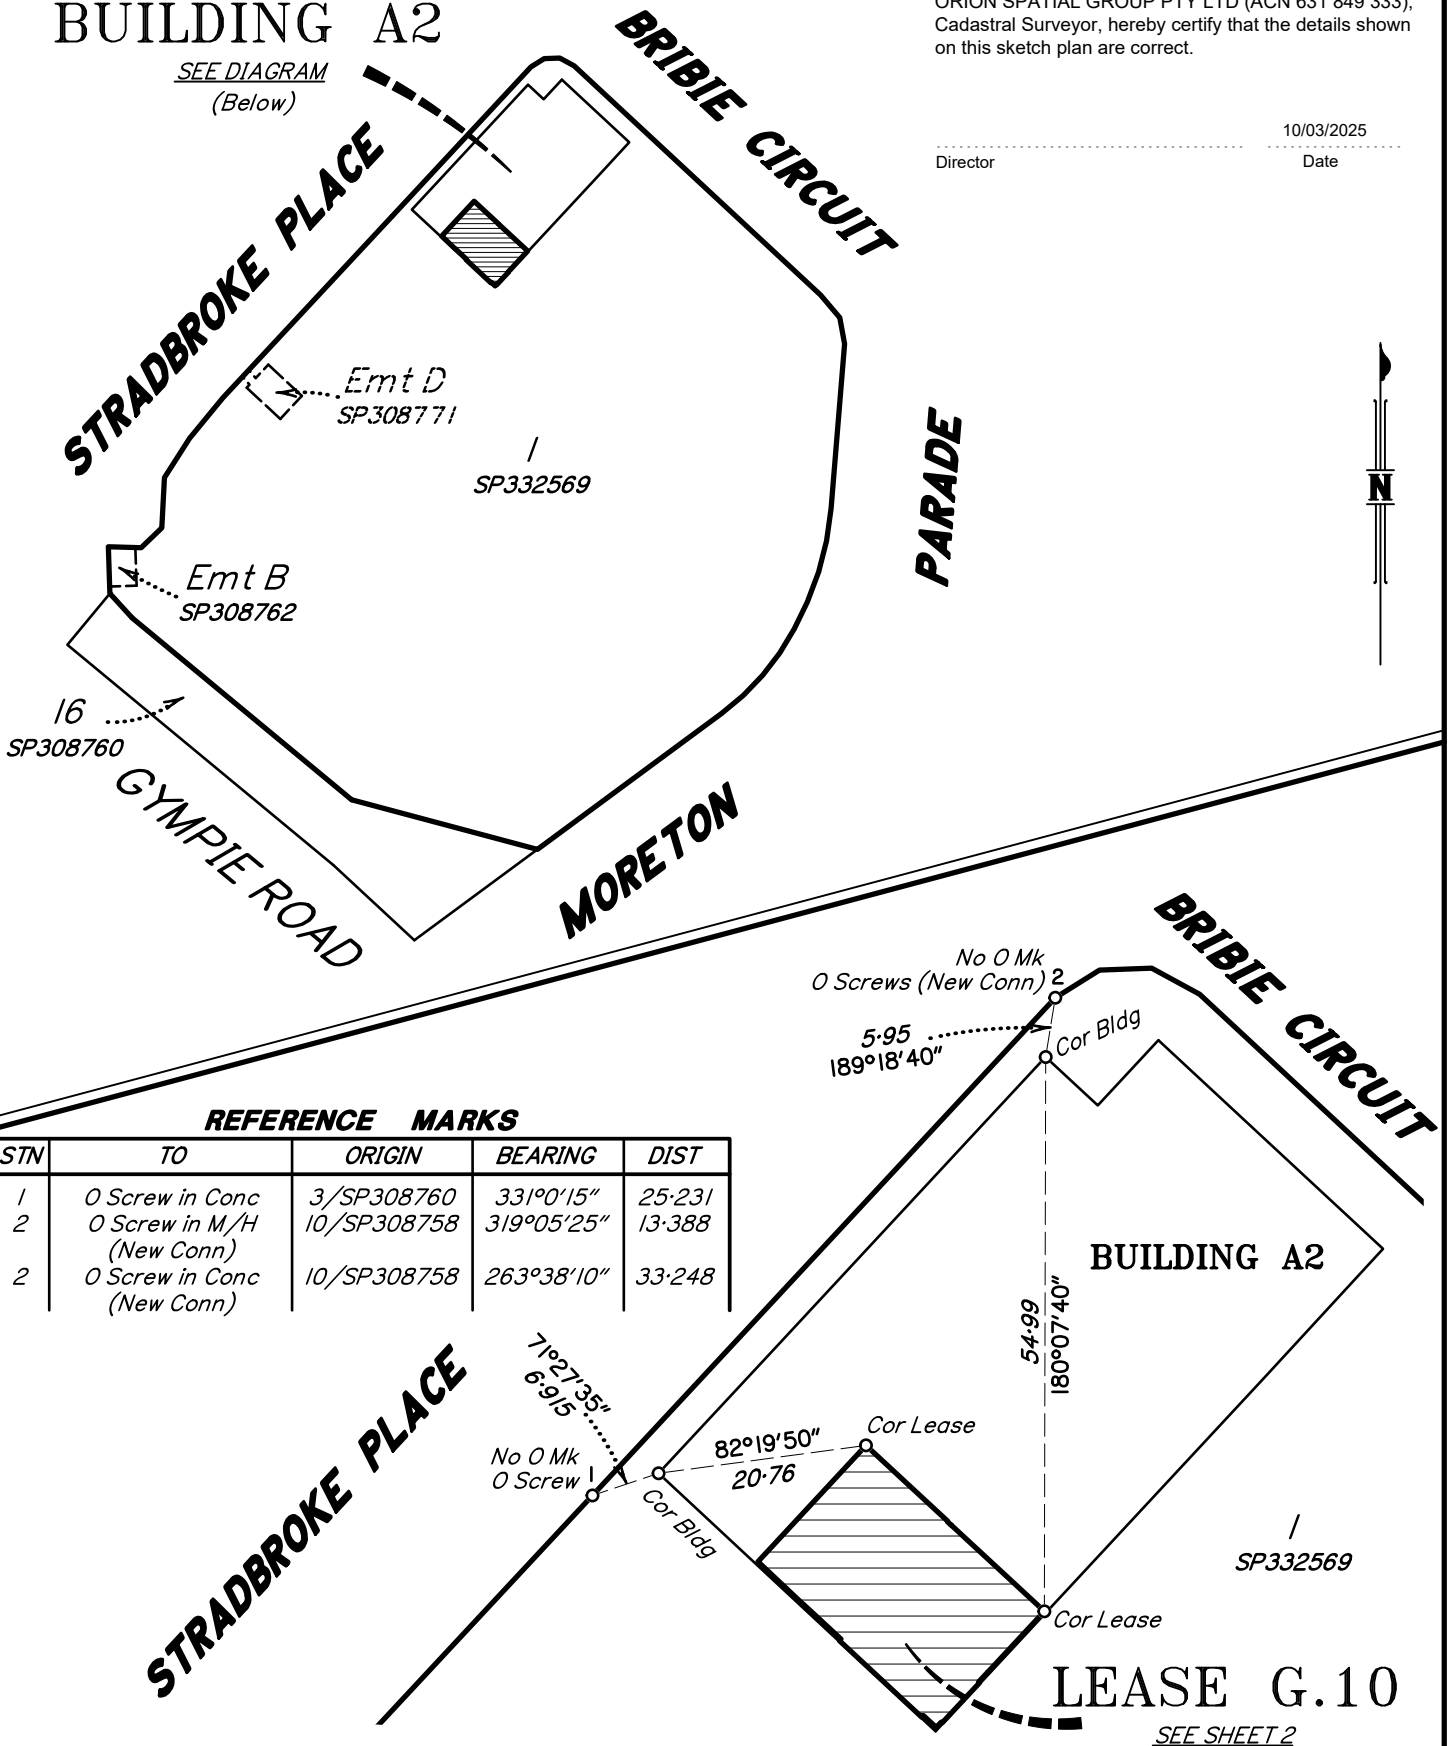 BUILDING A2
SEE DIAGRAM
(Below)
ORION SPATIAL GROUP PTY LTD (ACN 631 849 333),
Cadastral Surveyor, hereby certify that the details shown
on this sketch plan are correct.
10/03/2025
Director
Date
BRIBIE CIRCUIT
STRADBROKE PLACE
Emt D
SP308771
1
SP332569
PARADE
N
Emt B
SP308762
16
SP308760
GYMPIE ROAD
MORETON
BRIBIE CIRCUIT
No O Mk
O Screws (New Conn)
2
5·95
189°18'40"
Cor Bldg
REFERENCE MARKS
STN TO ORIGIN BEARING DIST
1 O Screw in Conc 3/SP308760 331°0'15" 25·231
2 O Screw in M/H 10/SP308758 319°05'25" 13·388
(New Conn)
2 O Screw in Conc 10/SP308758 263°38'10" 33·248
(New Conn)
BUILDING A2
54·99
180°07'40"
71°27'35"
6·915
STRADBROKE PLACE
No O Mk
O Screw
1
Cor Bldg
82°19'50"
20·76
Cor Lease
1
SP332569
Cor Lease
LEASE G.10
SEE SHEET 2